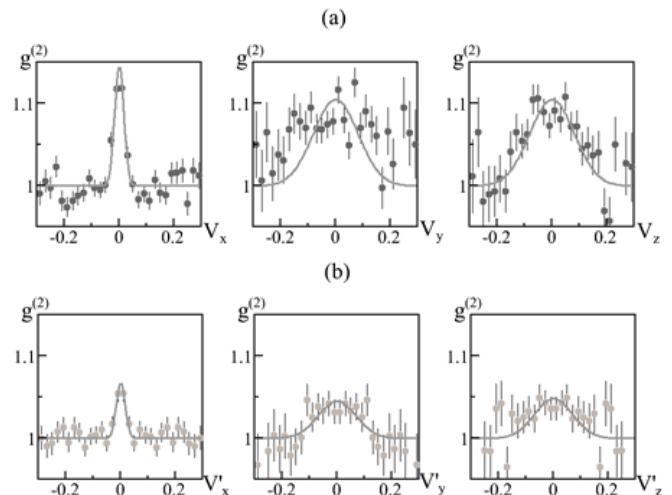 (a)
g(2) g(2) g(2)
1.1 1.1 1.1
1 1 1
-0.2 0 0.2 Vx -0.2 0 0.2 Vy -0.2 0 0.2 Vz
(b)
g(2) g(2) g(2)
1.1 1.1 1.1
1 1 1
-0.2 0 0.2 V'x -0.2 0 0.2 V'y -0.2 0 0.2 V'z